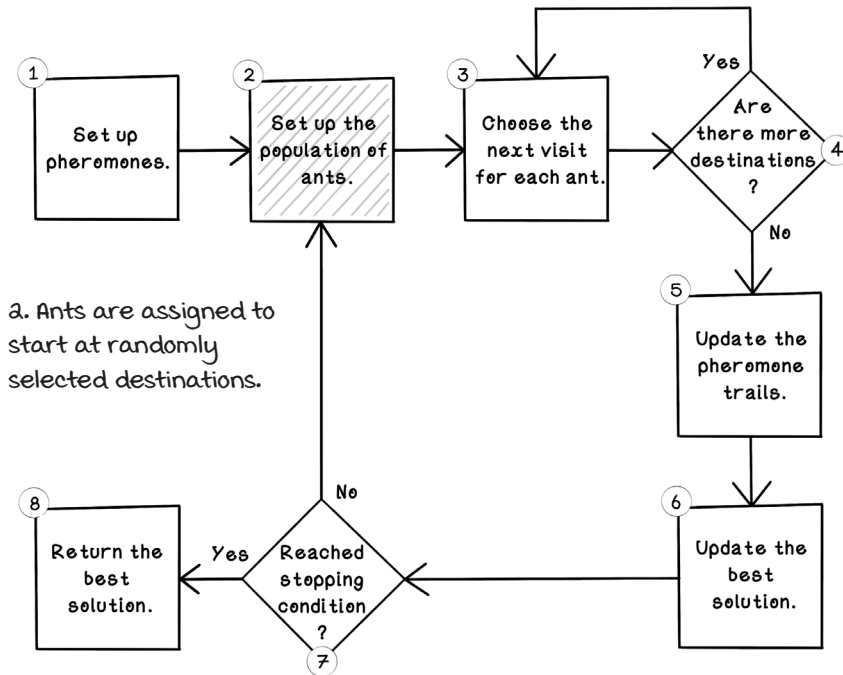 1
Set up
pheromones.
2
Set up the
population of
ants.
3
Choose the
next visit
for each ant.
Yes
Are
there more
destinations
?
4
No
5
Update the
pheromone
trails.
2. Ants are assigned to
start at randomly
selected destinations.
6
Update the
best
solution.
No
Reached
stopping
condition
?
7
Yes
8
Return the
best
solution.